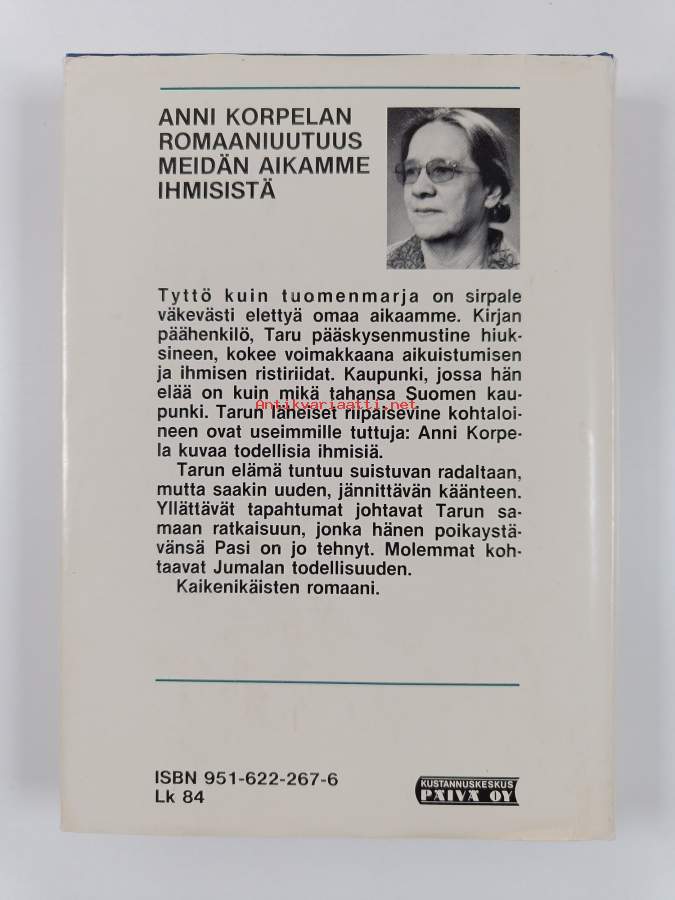 ANNI KORPELAN
ROMAANIUUTUUS
MEIDÄN AIKAMME
IHMISISTÄ
Tyttö kuin tuomenmarja on sirpale
väkevästi elettyä omaa aikaamme. Kirjan
päähenkilö, Taru pääskysenmustine hiuk-
sineen, kokee voimakkaana aikuistumisen
ja ihmisen ristiriidat. Kaupunki, jossa hän
elää on kuin mikä tahansa Suomen kau-
punki. Tarun läheiset riipaisevine kohtaloi-
Antikvariaatti.net
neen ovat useimmille tuttuja: Anni Korpe-
la kuvaa todellisia ihmisiä.
Tarun elämä tuntuu suistuvan radaltaan,
mutta saakin uuden, jännittävän käänteen.
Yllättävät tapahtumat johtavat Tarun sa-
maan ratkaisuun, jonka hänen poikaystä-
vänsä Pasi on jo tehnyt. Molemmat koh-
taavat Jumalan todellisuuden.
Kaikenikäisten romaani.
ISBN 951-622-267-6
Lk 84
KUSTANNUSKESKUS
PÄIVÄ OY